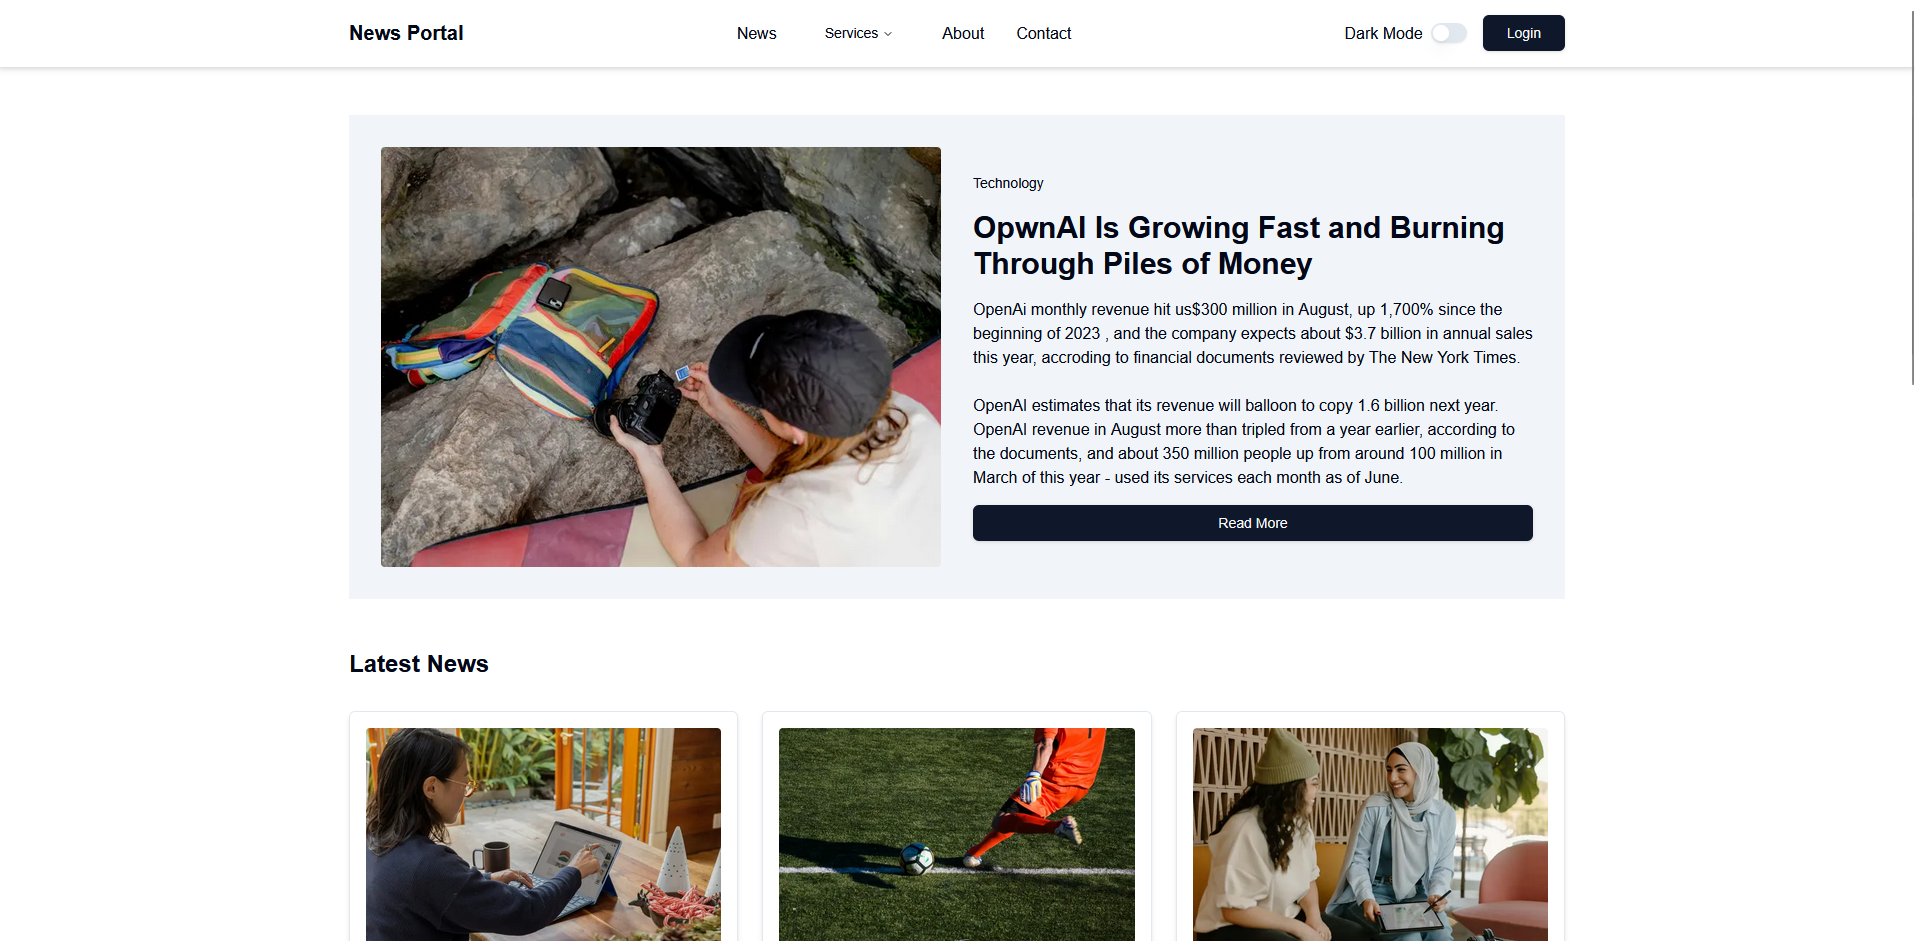 News Portal
News
Services
About
Contact
Dark Mode
Login
Technology
OpwnAI Is Growing Fast and Burning
Through Piles of Money
OpenAi monthly revenue hit us$300 million in August, up 1,700% since the
beginning of 2023 , and the company expects about $3.7 billion in annual sales
this year, accroding to financial documents reviewed by The New York Times.
OpenAI estimates that its revenue will balloon to copy 1.6 billion next year.
OpenAI revenue in August more than tripled from a year earlier, according to
the documents, and about 350 million people up from around 100 million in
March of this year - used its services each month as of June.
Read More
Latest News